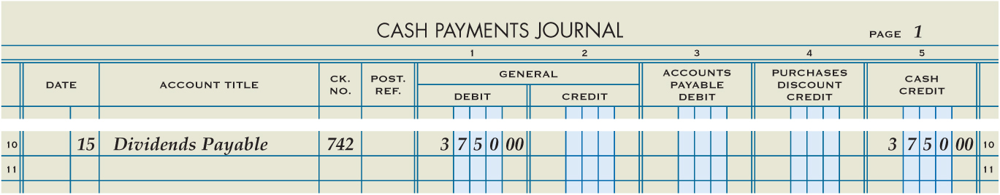 CASH PAYMENTS JOURNAL PAGE 1
1 2 3 4 5
DATE ACCOUNT TITLE CK. NO. POST. REF. GENERAL ACCOUNTS PAYABLE DEBIT PURCHASES DISCOUNT CREDIT CASH CREDIT
DEBIT CREDIT
10 15 Dividends Payable 742 3 7 5 0 00 3 7 5 0 00 10
11 11